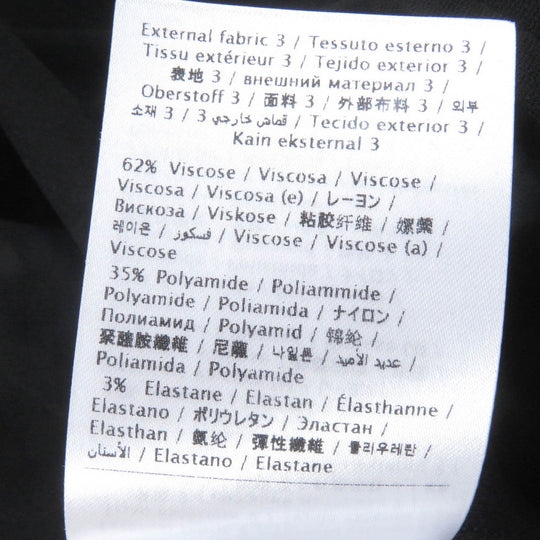 External fabric 3 / Tessuto esterno 3 /
Tissu extérieur 3 / Tejido exterior 3 /
表地 3 / внешний материал 3 /
Oberstoff 3 / 面料 3 / 外部布料 3 / 외부
소재 3 / قماش خارجي 3 / Tecido exterior 3 /
Kain eksternal 3
62% Viscose / Viscosa / Viscose /
Viscosa / Viscosa (e) / レーヨン /
Вискоза / Viskose / 粘胶纤维 / 嫘縈 /
레이온 / فسكوز / Viscose / Viscose (a) /
Viscose
35% Polyamide / Poliammide /
Polyamide / Poliamida / ナイロン /
Полиамид / Polyamid / 锦纶 /
聚醯胺纖維 / 尼龍 / 나일론 / عديد الأميد /
Poliamida / Polyamide
3% Elastane / Elastan / Élasthanne /
Elastano / ポリウレタン / Эластан /
Elasthan / 氨纶 / 彈性纖維 / 폴리우레탄 /
الأستان / Elastano / Elastane